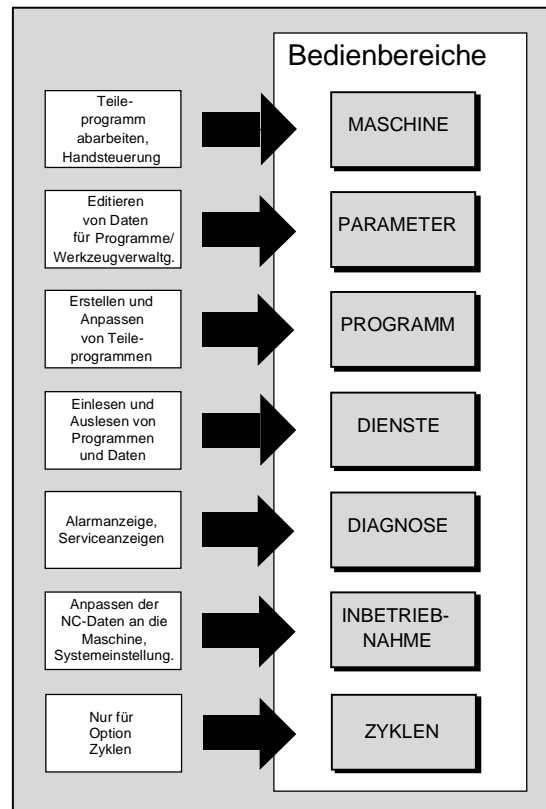 Bedienbereiche
Teile-
programm
abarbeiten,
Handsteuerung
MASCHINE
Editieren
von Daten
für Programme/
Werkzeugverwaltg.
PARAMETER
Erstellen und
Anpassen
von Teile-
programmen
PROGRAMM
Einlesen und
Auslesen von
Programmen
und Daten
DIENSTE
Alarmanzeige,
Serviceanzeigen
DIAGNOSE
Anpassen der
NC-Daten an die
Maschine,
Systemeinstellung.
INBETRIEB-
NAHME
Nur für
Option
Zyklen
ZYKLEN